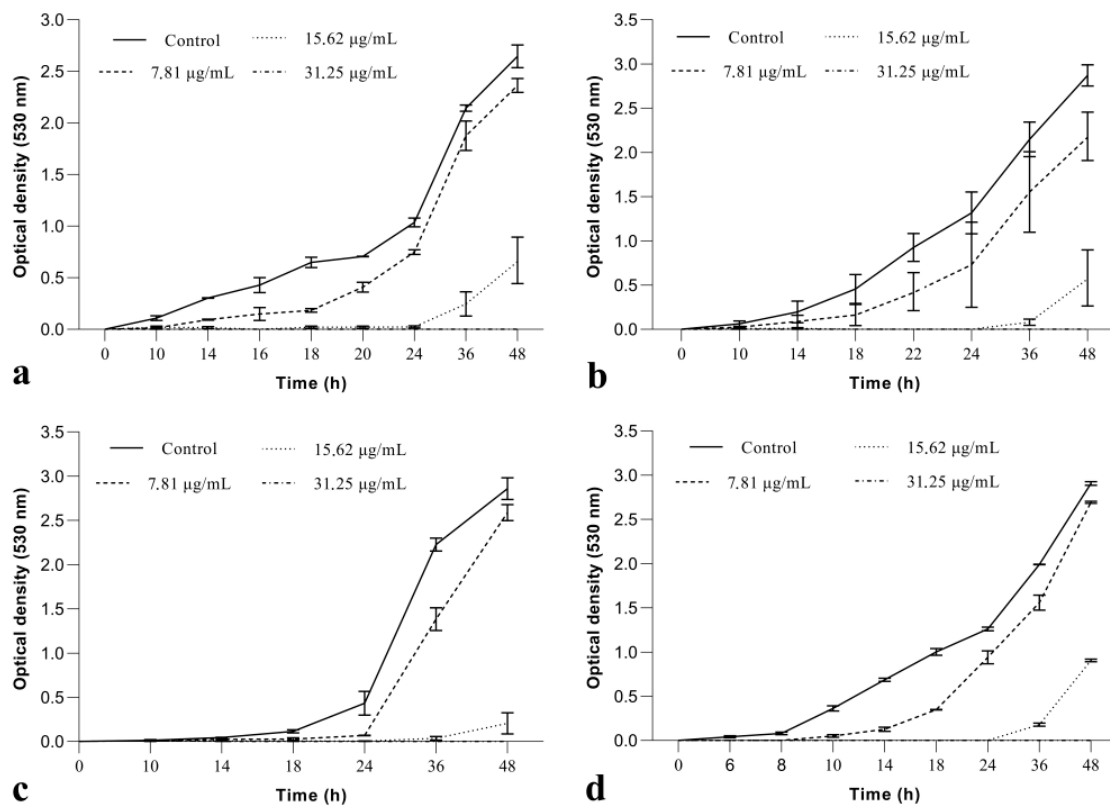 3.0
2.5
2.0
1.5
1.0
0.5
0.0
Optical density (530 nm)
Control
15.62 µg/mL
7.81 µg/mL
31.25 µg/mL
0 10 14 16 18 20 24 36 48
Time (h)
a
3.5
3.0
2.5
2.0
1.5
1.0
0.5
0.0
Optical density (530 nm)
Control
15.62 µg/mL
7.81 µg/mL
31.25 µg/mL
0 10 14 18 22 24 36 48
Time (h)
b
3.5
3.0
2.5
2.0
1.5
1.0
0.5
0.0
Optical density (530 nm)
Control
15.62 µg/mL
7.81 µg/mL
31.25 µg/mL
0 10 14 18 24 36 48
Time (h)
c
3.5
3.0
2.5
2.0
1.5
1.0
0.5
0.0
Optical density (530 nm)
Control
15.62 µg/mL
7.81 µg/mL
31.25 µg/mL
0 6 8 10 14 18 24 36 48
Time (h)
d